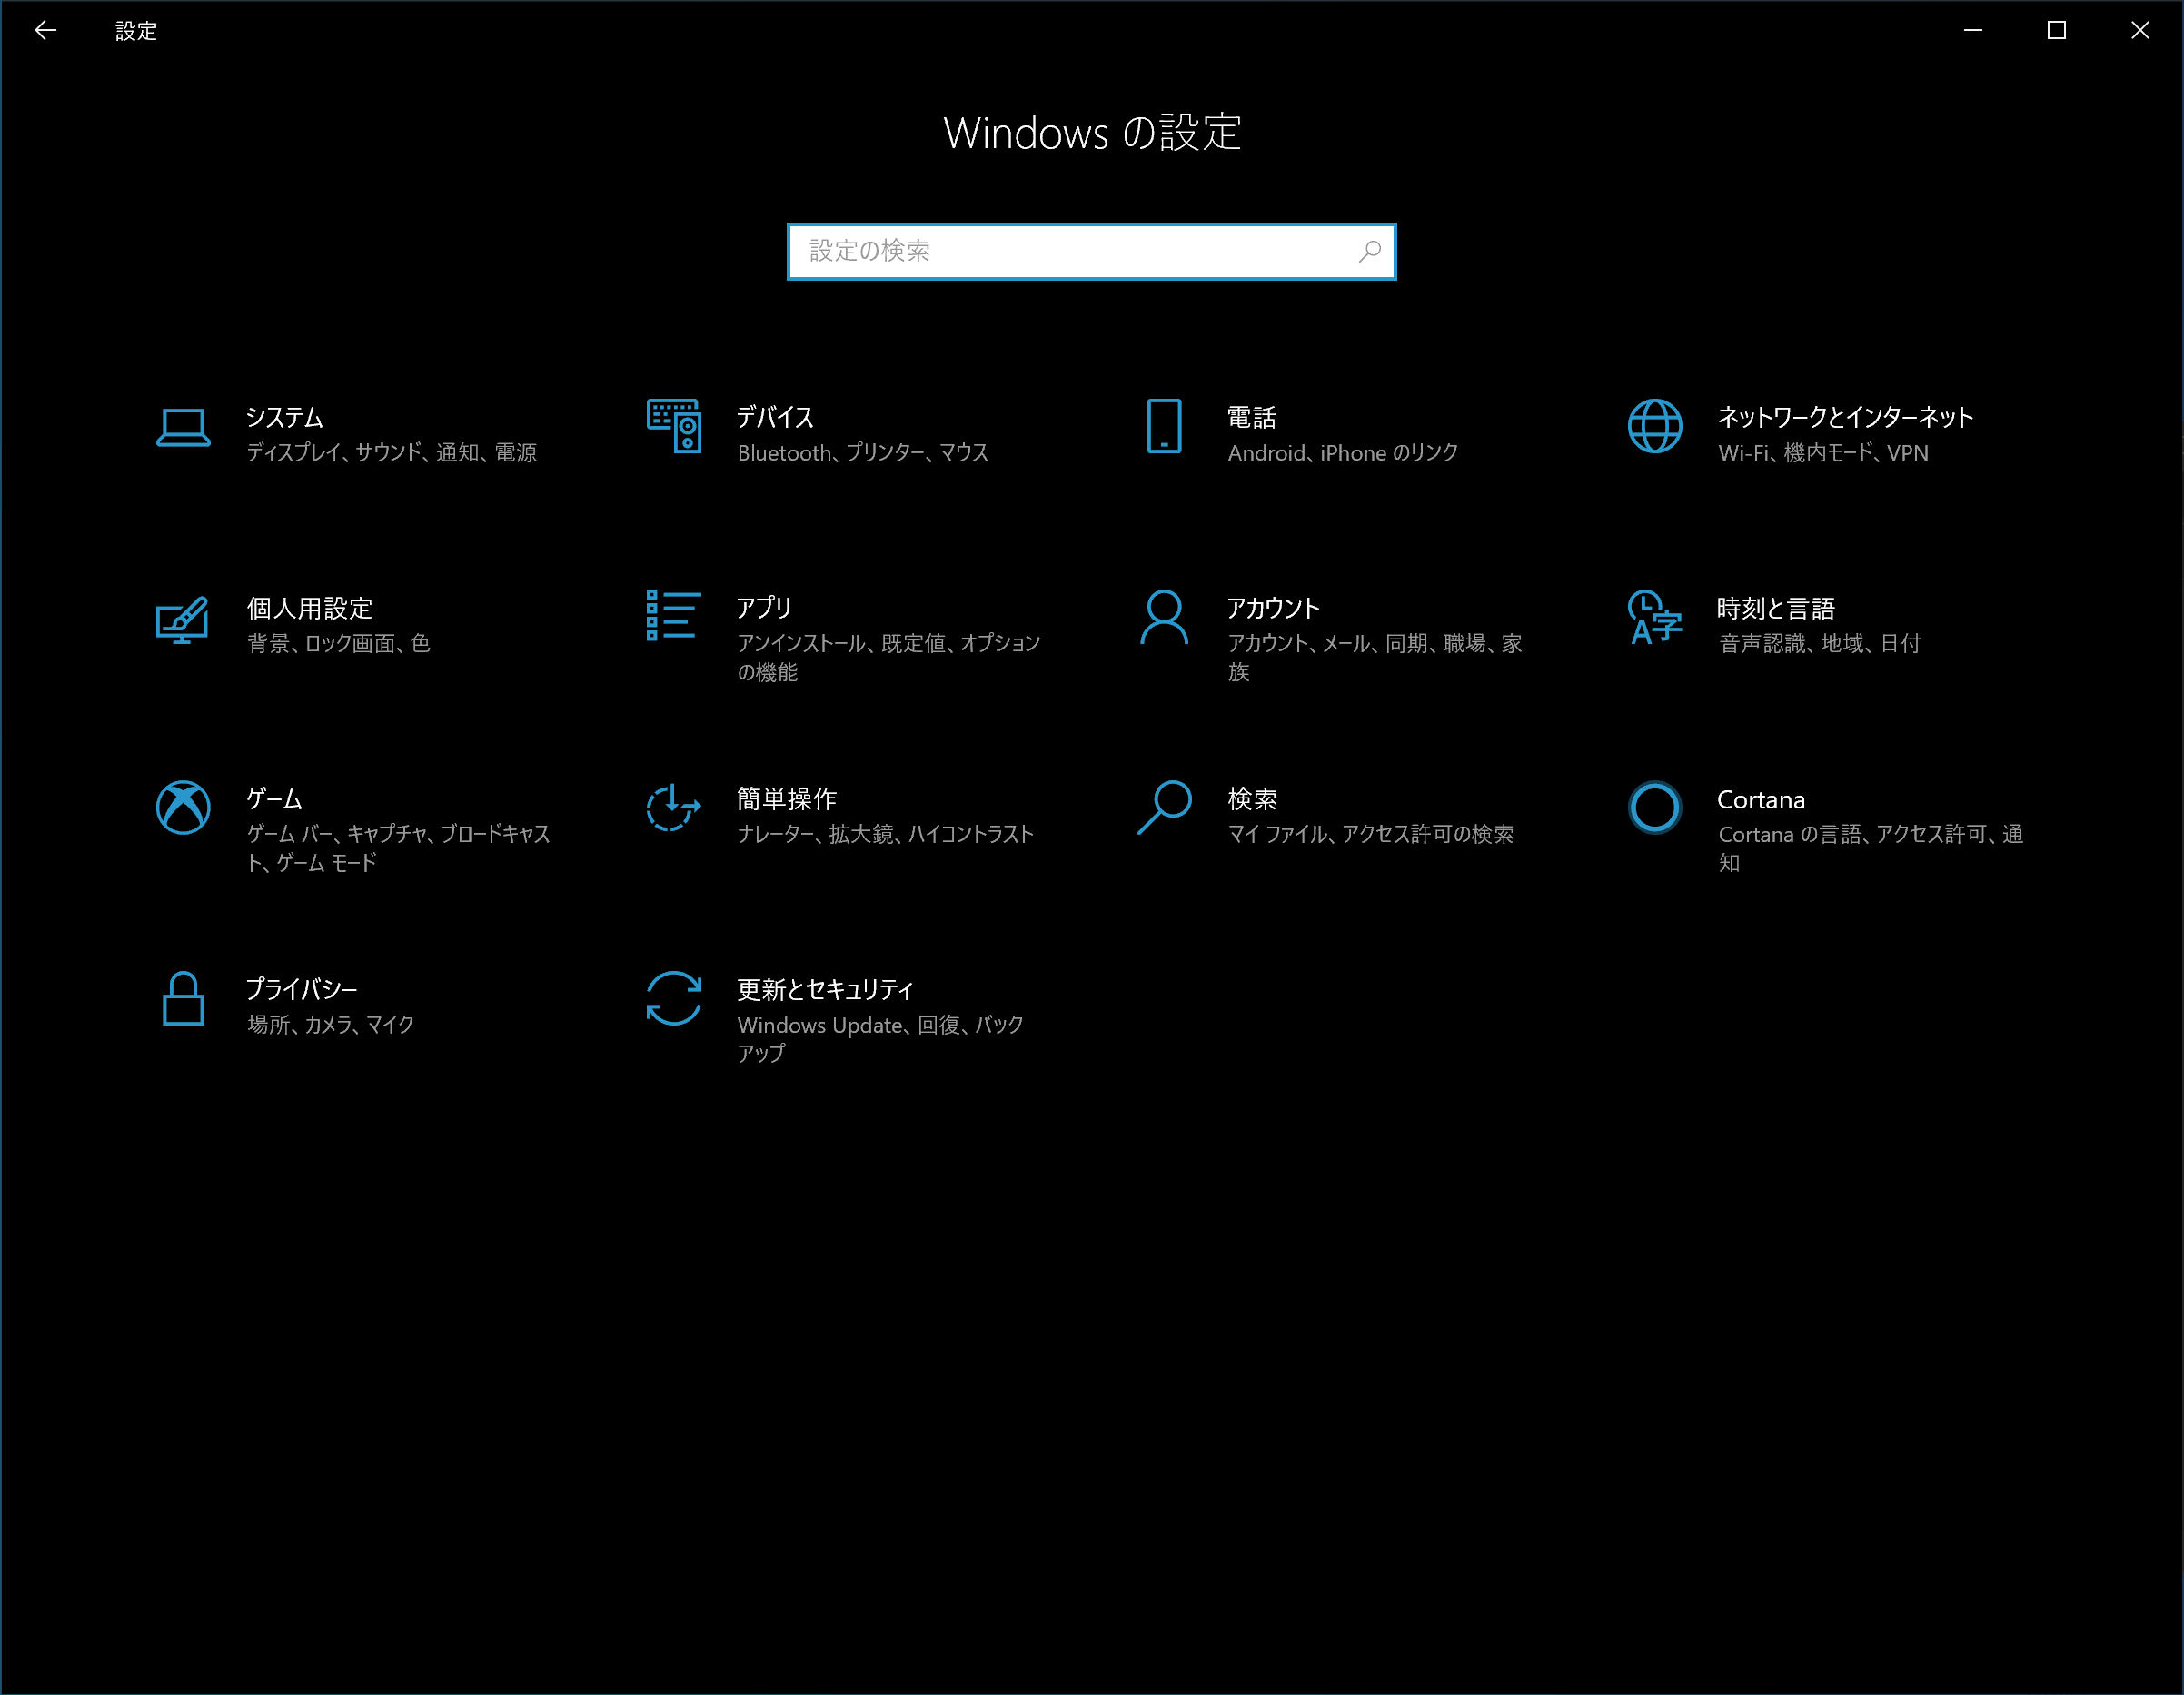 設定
Windows の設定
設定の検索
システム
ディスプレイ、サウンド、通知、電源
デバイス
Bluetooth、プリンター、マウス
電話
Android、iPhone のリンク
ネットワークとインターネット
Wi-Fi、機内モード、VPN
個人用設定
背景、ロック画面、色
アプリ
アンインストール、既定値、オプション
の機能
アカウント
アカウント、メール、同期、職場、家
族
時刻と言語
音声認識、地域、日付
ゲーム
ゲーム バー、キャプチャ、ブロードキャス
ト、ゲーム モード
簡単操作
ナレーター、拡大鏡、ハイコントラスト
検索
マイ ファイル、アクセス許可の検索
Cortana
Cortana の言語、アクセス許可、通
知
プライバシー
場所、カメラ、マイク
更新とセキュリティ
Windows Update、回復、バック
アップ